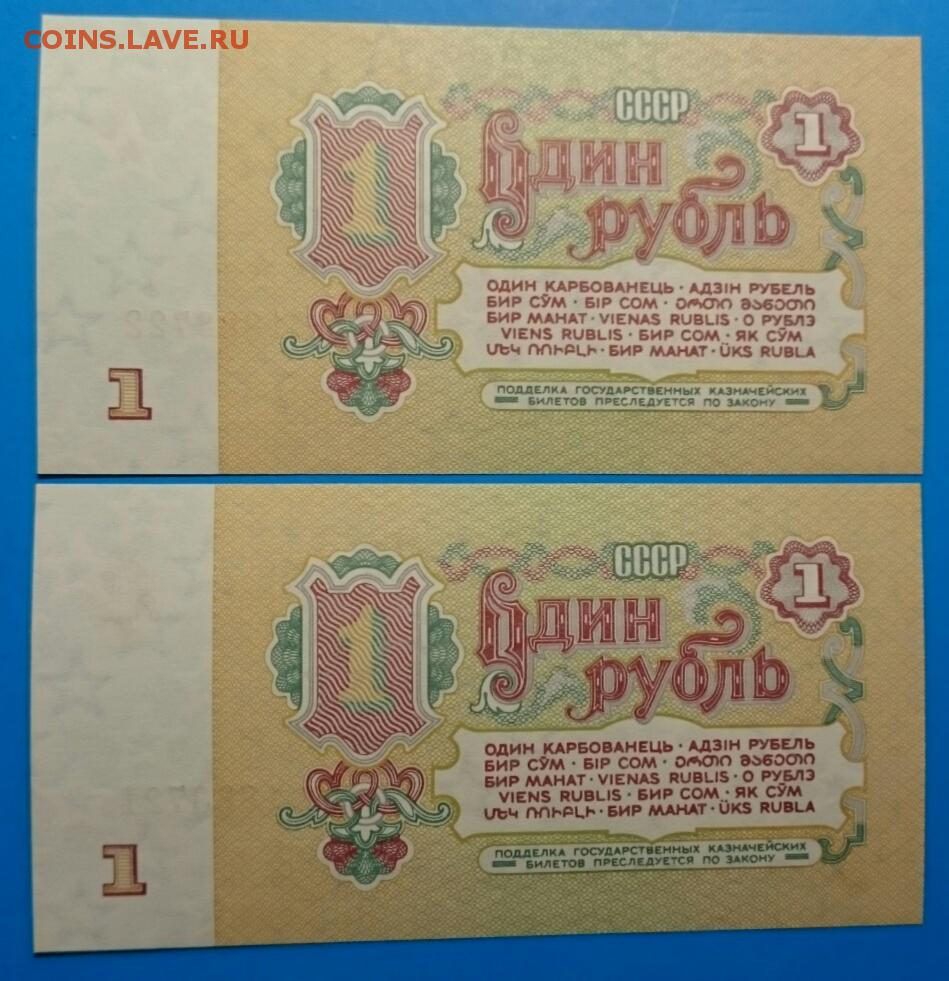 COINS.LAVE.RU
СССР
1
1
Один
рубль
ОДИН КАРБОВАНЕЦЬ · АДЗІН РУБЕЛЬ
БИР СЎМ · БІР СОМ · ᲔᲠᲗᲘ ᲛᲐᲜᲔᲗᲘ
БИР МАНАТ · VIENAS RUBLIS · О РУБЛЭ
VIENS RUBLIS · БИР СОМ · ЯК СЎМ
ՄԵԿ ՌՈՒԲԼԻ · БИР МАНАТ · ÜKS RUBLA
1
ПОДДЕЛКА ГОСУДАРСТВЕННЫХ КАЗНАЧЕЙСКИХ
БИЛЕТОВ ПРЕСЛЕДУЕТСЯ ПО ЗАКОНУ
СССР
1
1
Один
рубль
ОДИН КАРБОВАНЕЦЬ · АДЗІН РУБЕЛЬ
БИР СЎМ · БІР СОМ · ᲔᲠᲗᲘ ᲛᲐᲜᲔᲗᲘ
БИР МАНАТ · VIENAS RUBLIS · О РУБЛЭ
VIENS RUBLIS · БИР СОМ · ЯК СЎМ
ՄԵԿ ՌՈՒԲԼԻ · БИР МАНАТ · ÜKS RUBLA
1
ПОДДЕЛКА ГОСУДАРСТВЕННЫХ КАЗНАЧЕЙСКИХ
БИЛЕТОВ ПРЕСЛЕДУЕТСЯ ПО ЗАКОНУ